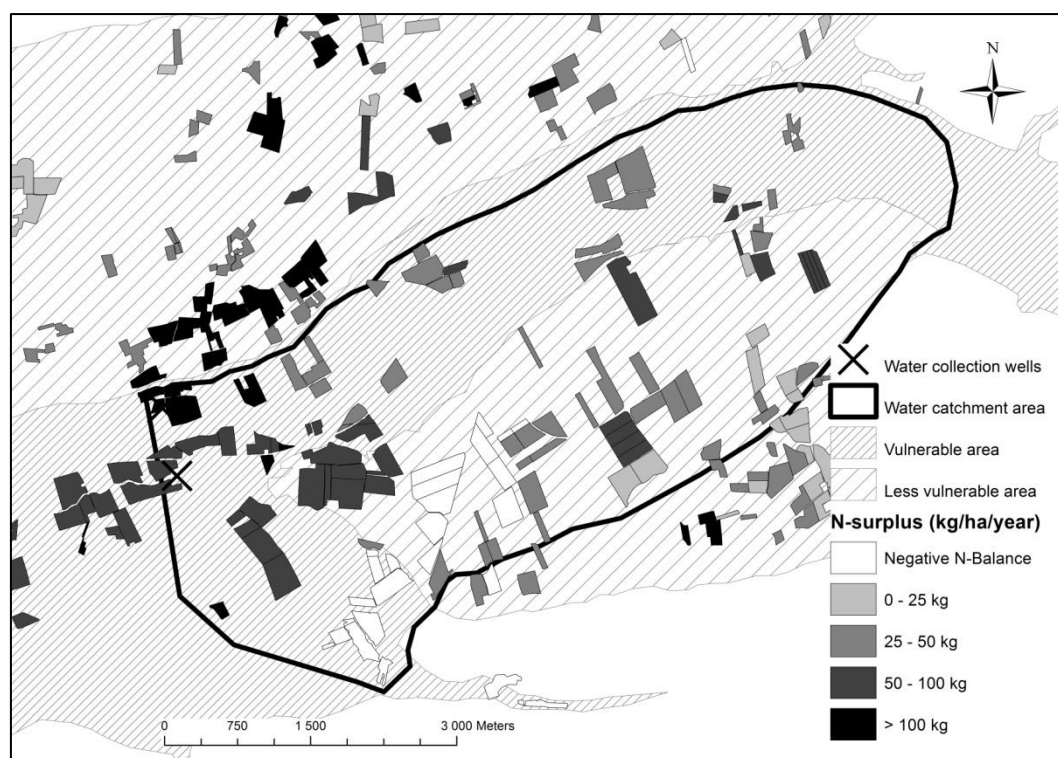 N
Water collection wells
Water catchment area
Vulnerable area
Less vulnerable area
N-surplus (kg/ha/year)
Negative N-Balance
0 - 25 kg
25 - 50 kg
50 - 100 kg
> 100 kg
0 750 1 500 3 000 Meters